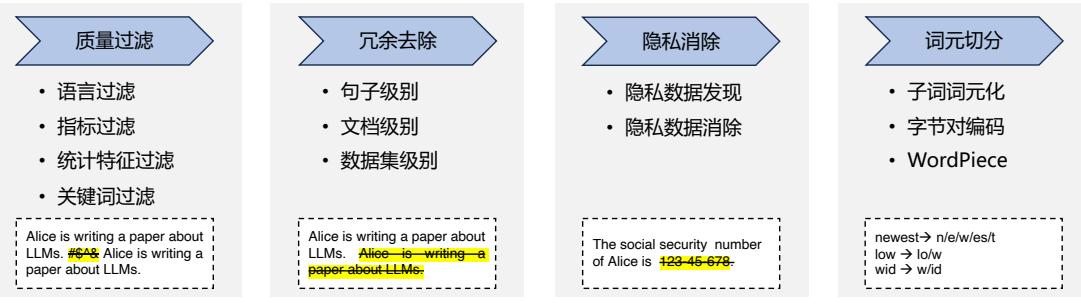 质量过滤
• 语言过滤
• 指标过滤
• 统计特征过滤
• 关键词过滤
Alice is writing a paper about
LLMs. #$^& Alice is writing a
paper about LLMs.
冗余去除
• 句子级别
• 文档级别
• 数据集级别
Alice is writing a paper about
LLMs. Alice is writing a
paper about LLMs.
隐私消除
• 隐私数据发现
• 隐私数据消除
The social security number
of Alice is 123-45-678.
词元切分
• 子词词元化
• 字节对编码
• WordPiece
newest→ n/e/w/es/t
low → lo/w
wid → w/id